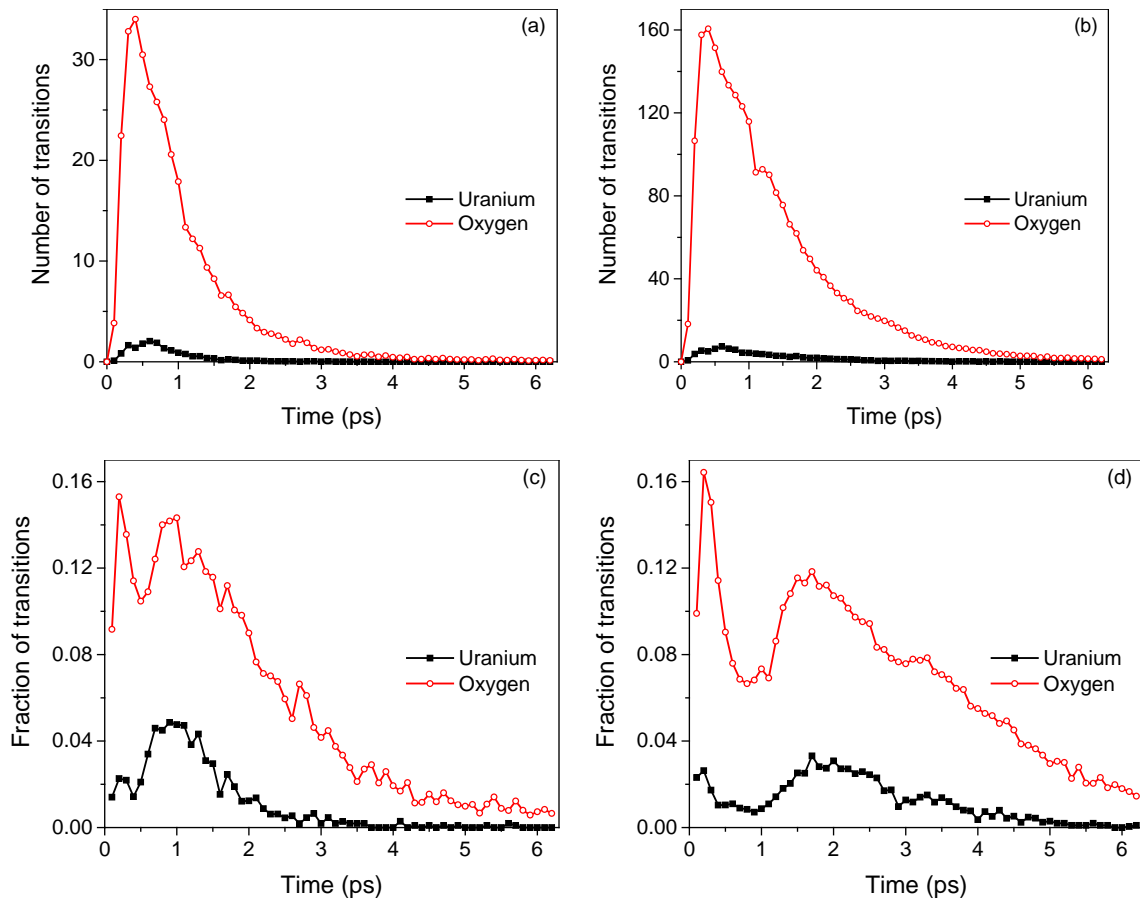 (a)
Number of transitions
30
20
10
0
Uranium
Oxygen
0 1 2 3 4 5 6
Time (ps)
(b)
Number of transitions
160
120
80
40
0
Uranium
Oxygen
0 1 2 3 4 5 6
Time (ps)
(c)
Fraction of transitions
0.16
0.12
0.08
0.04
0.00
Uranium
Oxygen
0 1 2 3 4 5 6
Time (ps)
(d)
Fraction of transitions
0.16
0.12
0.08
0.04
0.00
Uranium
Oxygen
0 1 2 3 4 5 6
Time (ps)